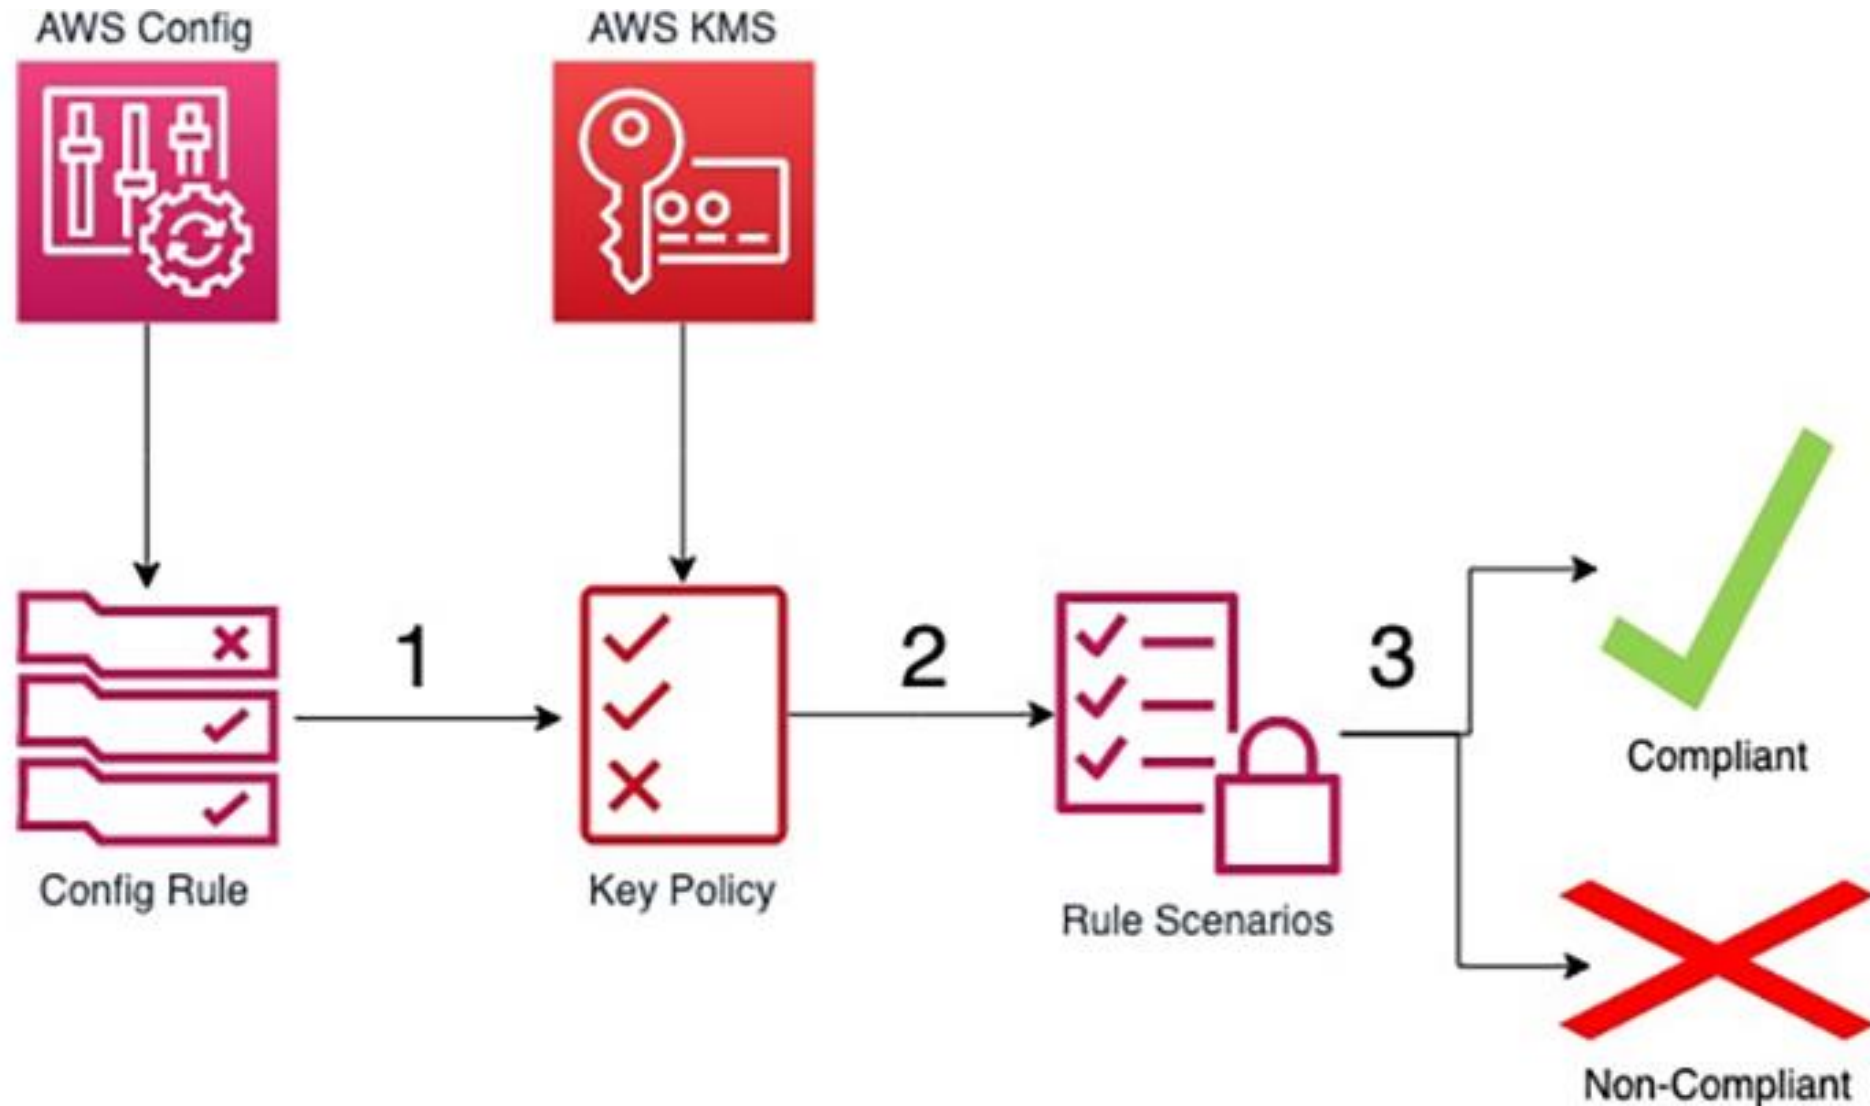 AWS Config
AWS KMS
1
2
3
Compliant
Config Rule
Key Policy
Rule Scenarios
Non-Compliant